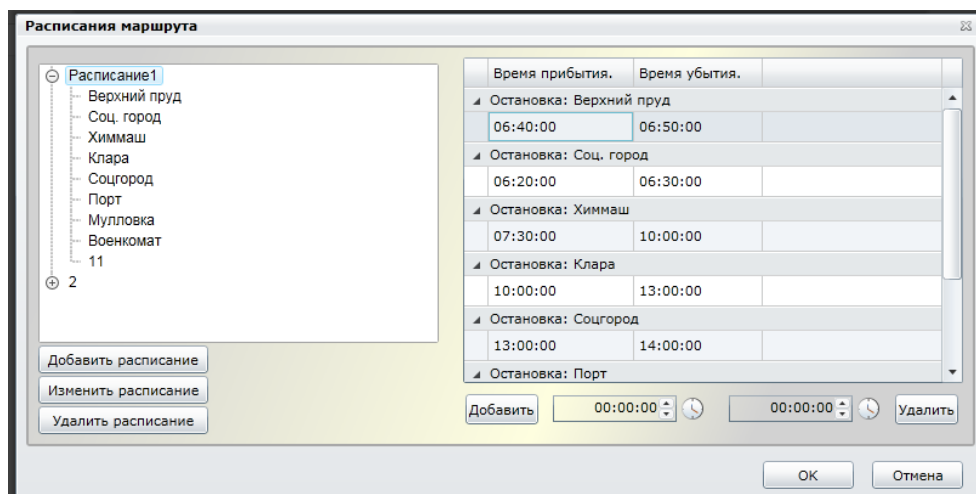 Расписания маршрута
Расписание1
Верхний пруд
Соц. город
Химмаш
Клара
Соцгород
Порт
Мулловка
Военкомат
11
2
Добавить расписание
Изменить расписание
Удалить расписание
Время прибытия. Время убытия.
Остановка: Верхний пруд
06:40:00 06:50:00
Остановка: Соц. город
06:20:00 06:30:00
Остановка: Химмаш
07:30:00 10:00:00
Остановка: Клара
10:00:00 13:00:00
Остановка: Соцгород
13:00:00 14:00:00
Остановка: Порт
Добавить 00:00:00 00:00:00 Удалить
OK Отмена